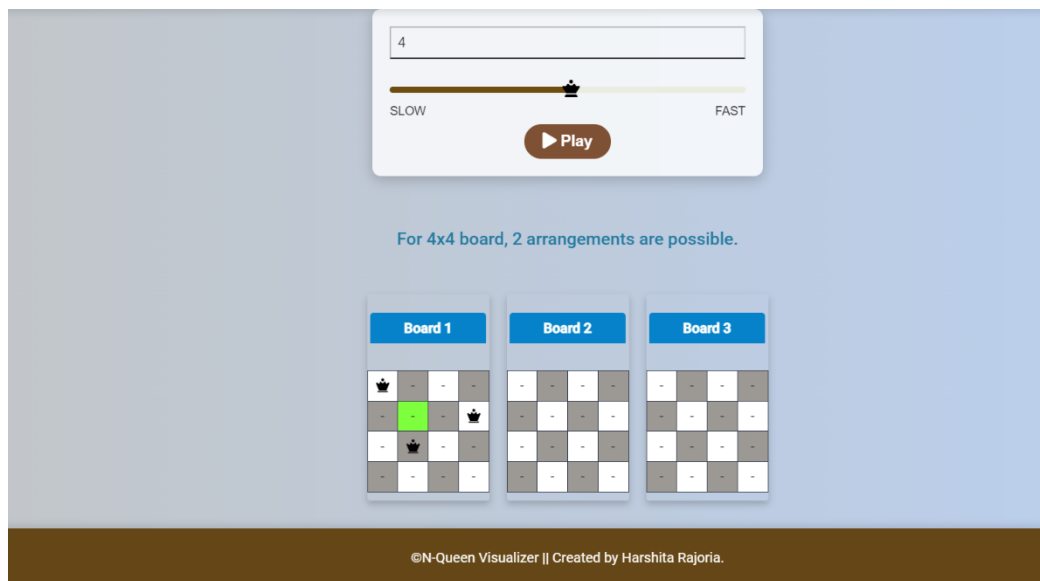 4
SLOW FAST
Play
For 4x4 board, 2 arrangements are possible.
Board 1 Board 2 Board 3
- - - - - - - - - - -
- - - - - - - - - - -
- - - - - - - - - - -
- - - - - - - - - - - -
©N-Queen Visualizer || Created by Harshita Rajoria.